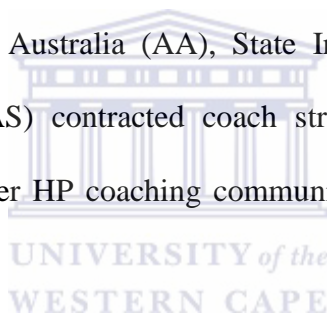 Australia (AA), State In
AS) contracted coach str
er HP coaching communi
UNIVERSITY of the
WESTERN CAPE